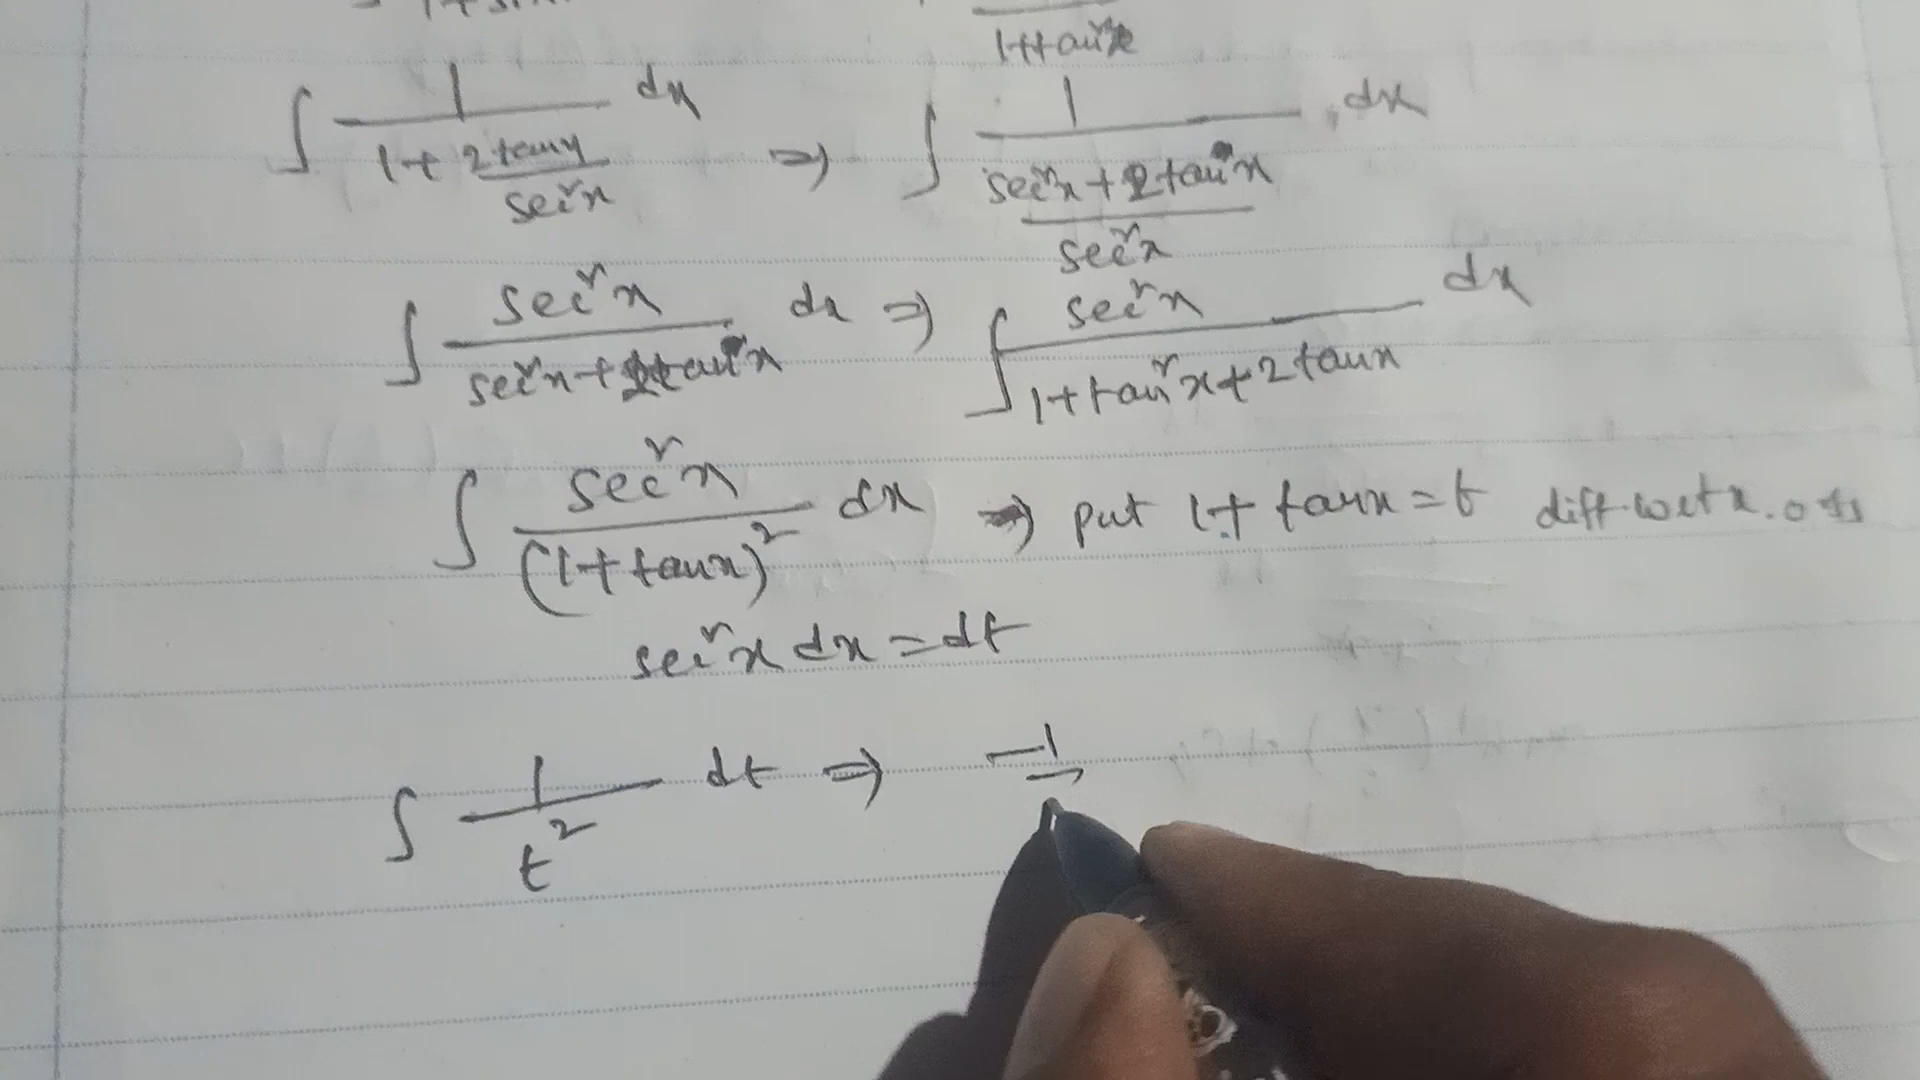 1+tan²x
∫ 1/(1+ 2tanx/sec²x) dx ⇒ ∫ 1/((sec²x+2tanx)/sec²x) . dx
∫ sec²x/(sec²x+2tanx) dx ⇒ ∫ sec²x/(1+tan²x+2tanx) dx
∫ sec²x/(1+tanx)² dx ⇒ put 1+tanx=t diff. w.r.t x.
sec²x dx = dt
∫ 1/t² dt ⇒ -1